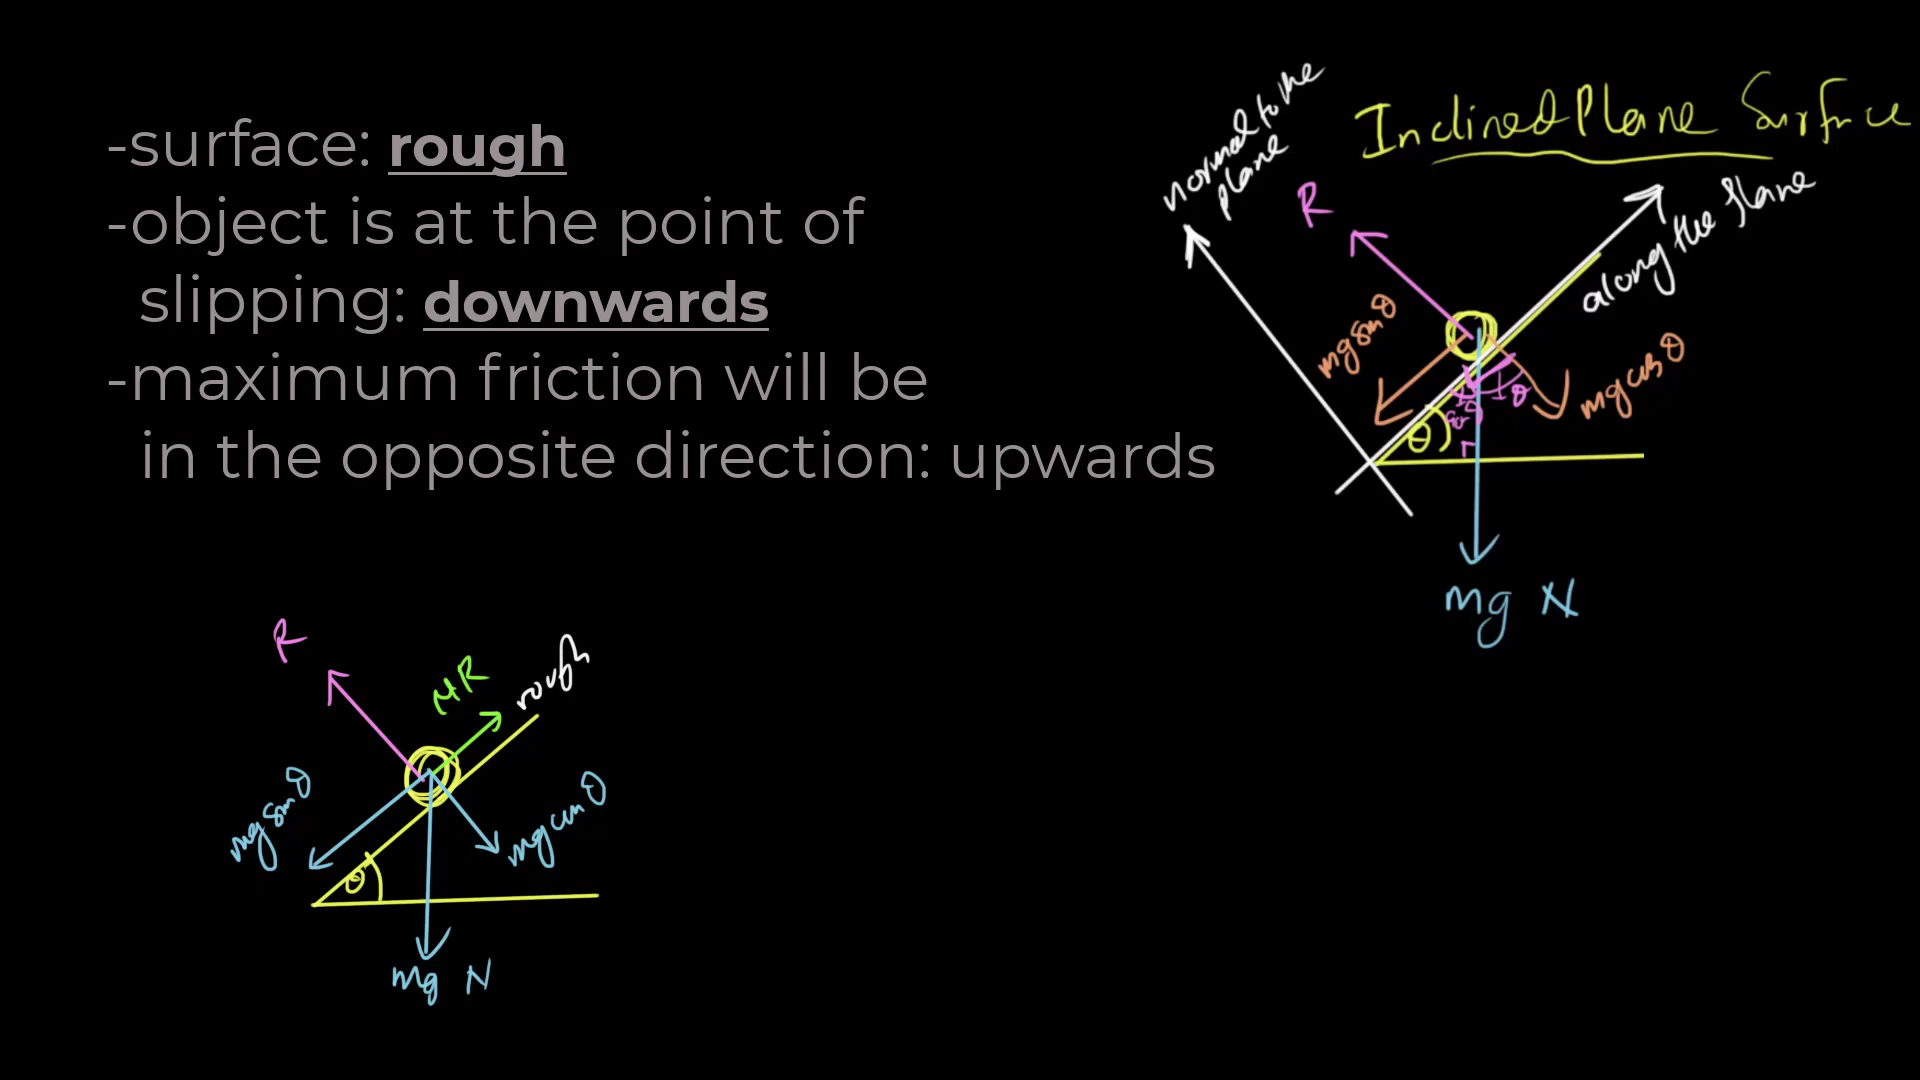 -surface: rough
-object is at the point of
slipping: downwards
-maximum friction will be
in the opposite direction: upwards
Inclined Plane Surface
normal to the
plane
along the plane
R
mg sin θ
mg cos θ
θ
θ
mg N
R
μR
rough
mg sin θ
mg cos θ
θ
mg N